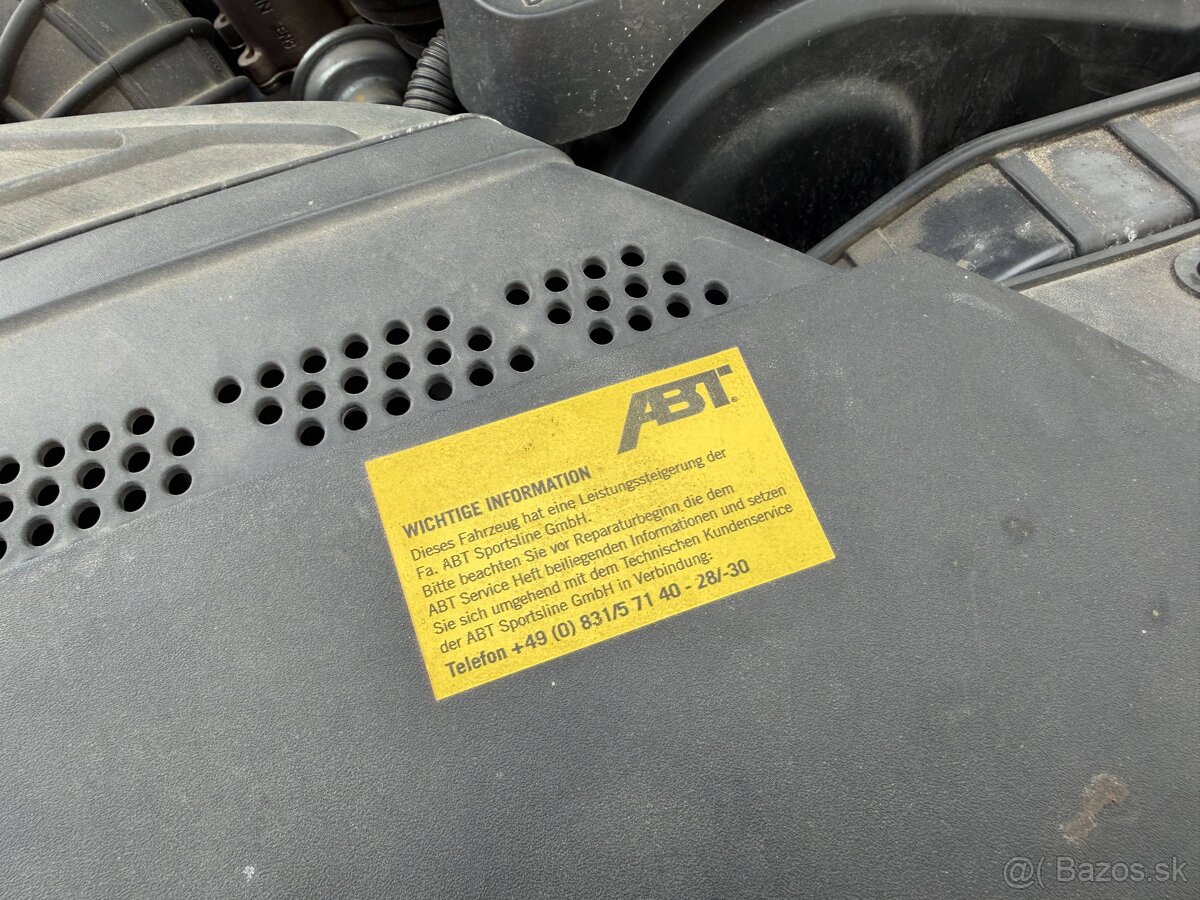 ABT
WICHTIGE INFORMATION
Dieses Fahrzeug hat eine Leistungssteigerung der
Fa. ABT Sportsline GmbH.
Bitte beachten Sie vor Reparaturbeginn die dem
ABT Service Heft beiliegenden Informationen und setzen
Sie sich umgehend mit dem Technischen Kundenservice
der ABT Sportsline GmbH in Verbindung:
Telefon +49 (0) 831/5 71 40 - 28/-30
@( Bazos.sk